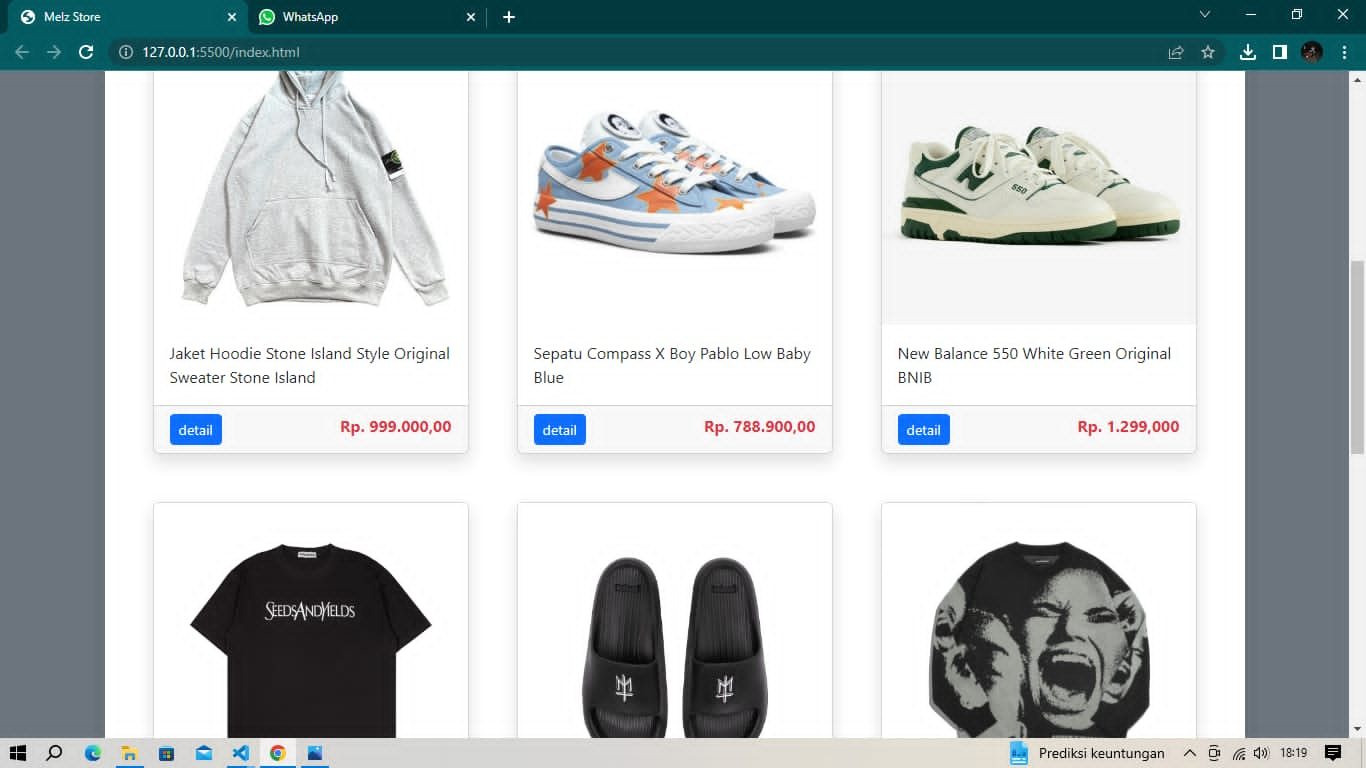 Melz Store
WhatsApp
127.0.0.1:5500/index.html
550
Jaket Hoodie Stone Island Style Original
Sweater Stone Island
Sepatu Compass X Boy Pablo Low Baby
Blue
New Balance 550 White Green Original
BNIB
detail
Rp. 999.000,00
detail
Rp. 788.900,00
detail
Rp. 1.299,000
SEEDSANDYIELDS
Prediksi keuntungan
18:19